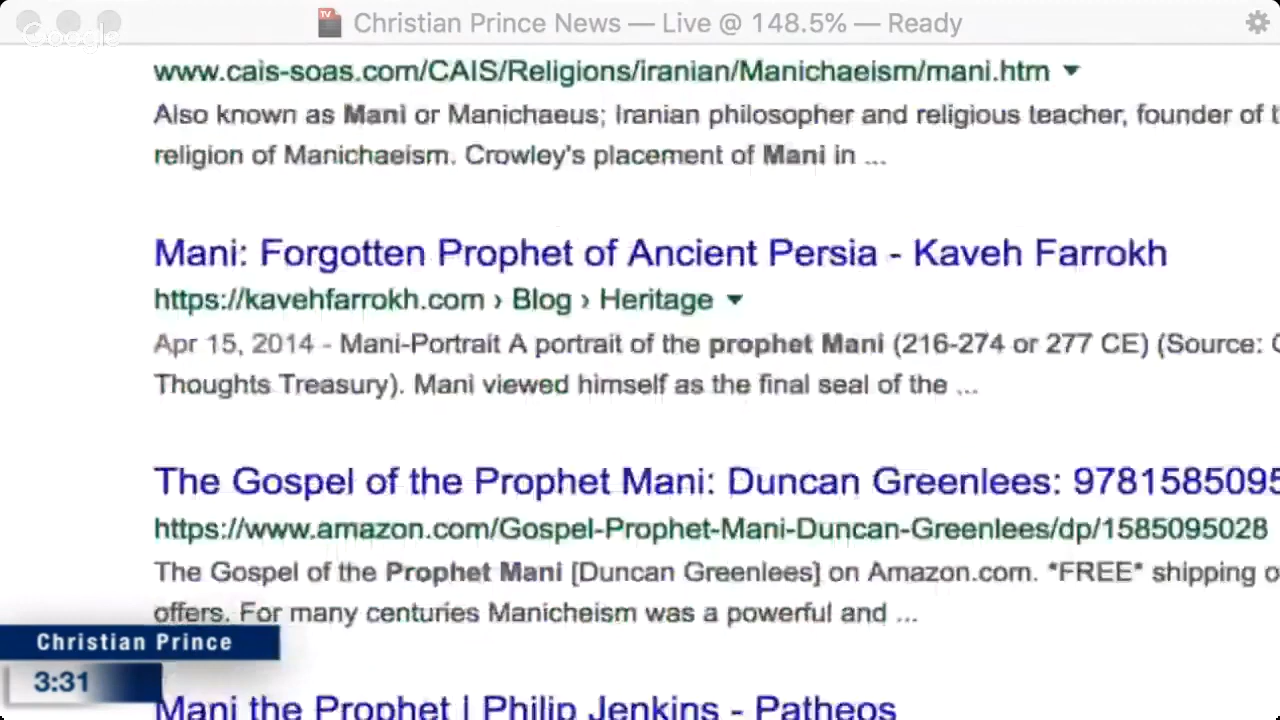 Christian Prince News — Live @ 148.5% — Ready
Google
www.cais-soas.com/CAIS/Religions/iranian/Manichaeism/mani.htm
Also known as Mani or Manichaeus; Iranian philosopher and religious teacher, founder of t
religion of Manichaeism. Crowley's placement of Mani in ...
Mani: Forgotten Prophet of Ancient Persia - Kaveh Farrokh
https://kavehfarrokh.com › Blog › Heritage
Apr 15, 2014 - Mani-Portrait A portrait of the prophet Mani (216-274 or 277 CE) (Source: C
Thoughts Treasury). Mani viewed himself as the final seal of the ...
The Gospel of the Prophet Mani: Duncan Greenlees: 9781585095
https://www.amazon.com/Gospel-Prophet-Mani-Duncan-Greenlees/dp/1585095028
The Gospel of the Prophet Mani [Duncan Greenlees] on Amazon.com. *FREE* shipping o
offers. For many centuries Manicheism was a powerful and ...
Christian Prince
3:31
Mani the Prophet | Philip Jenkins - Patheos